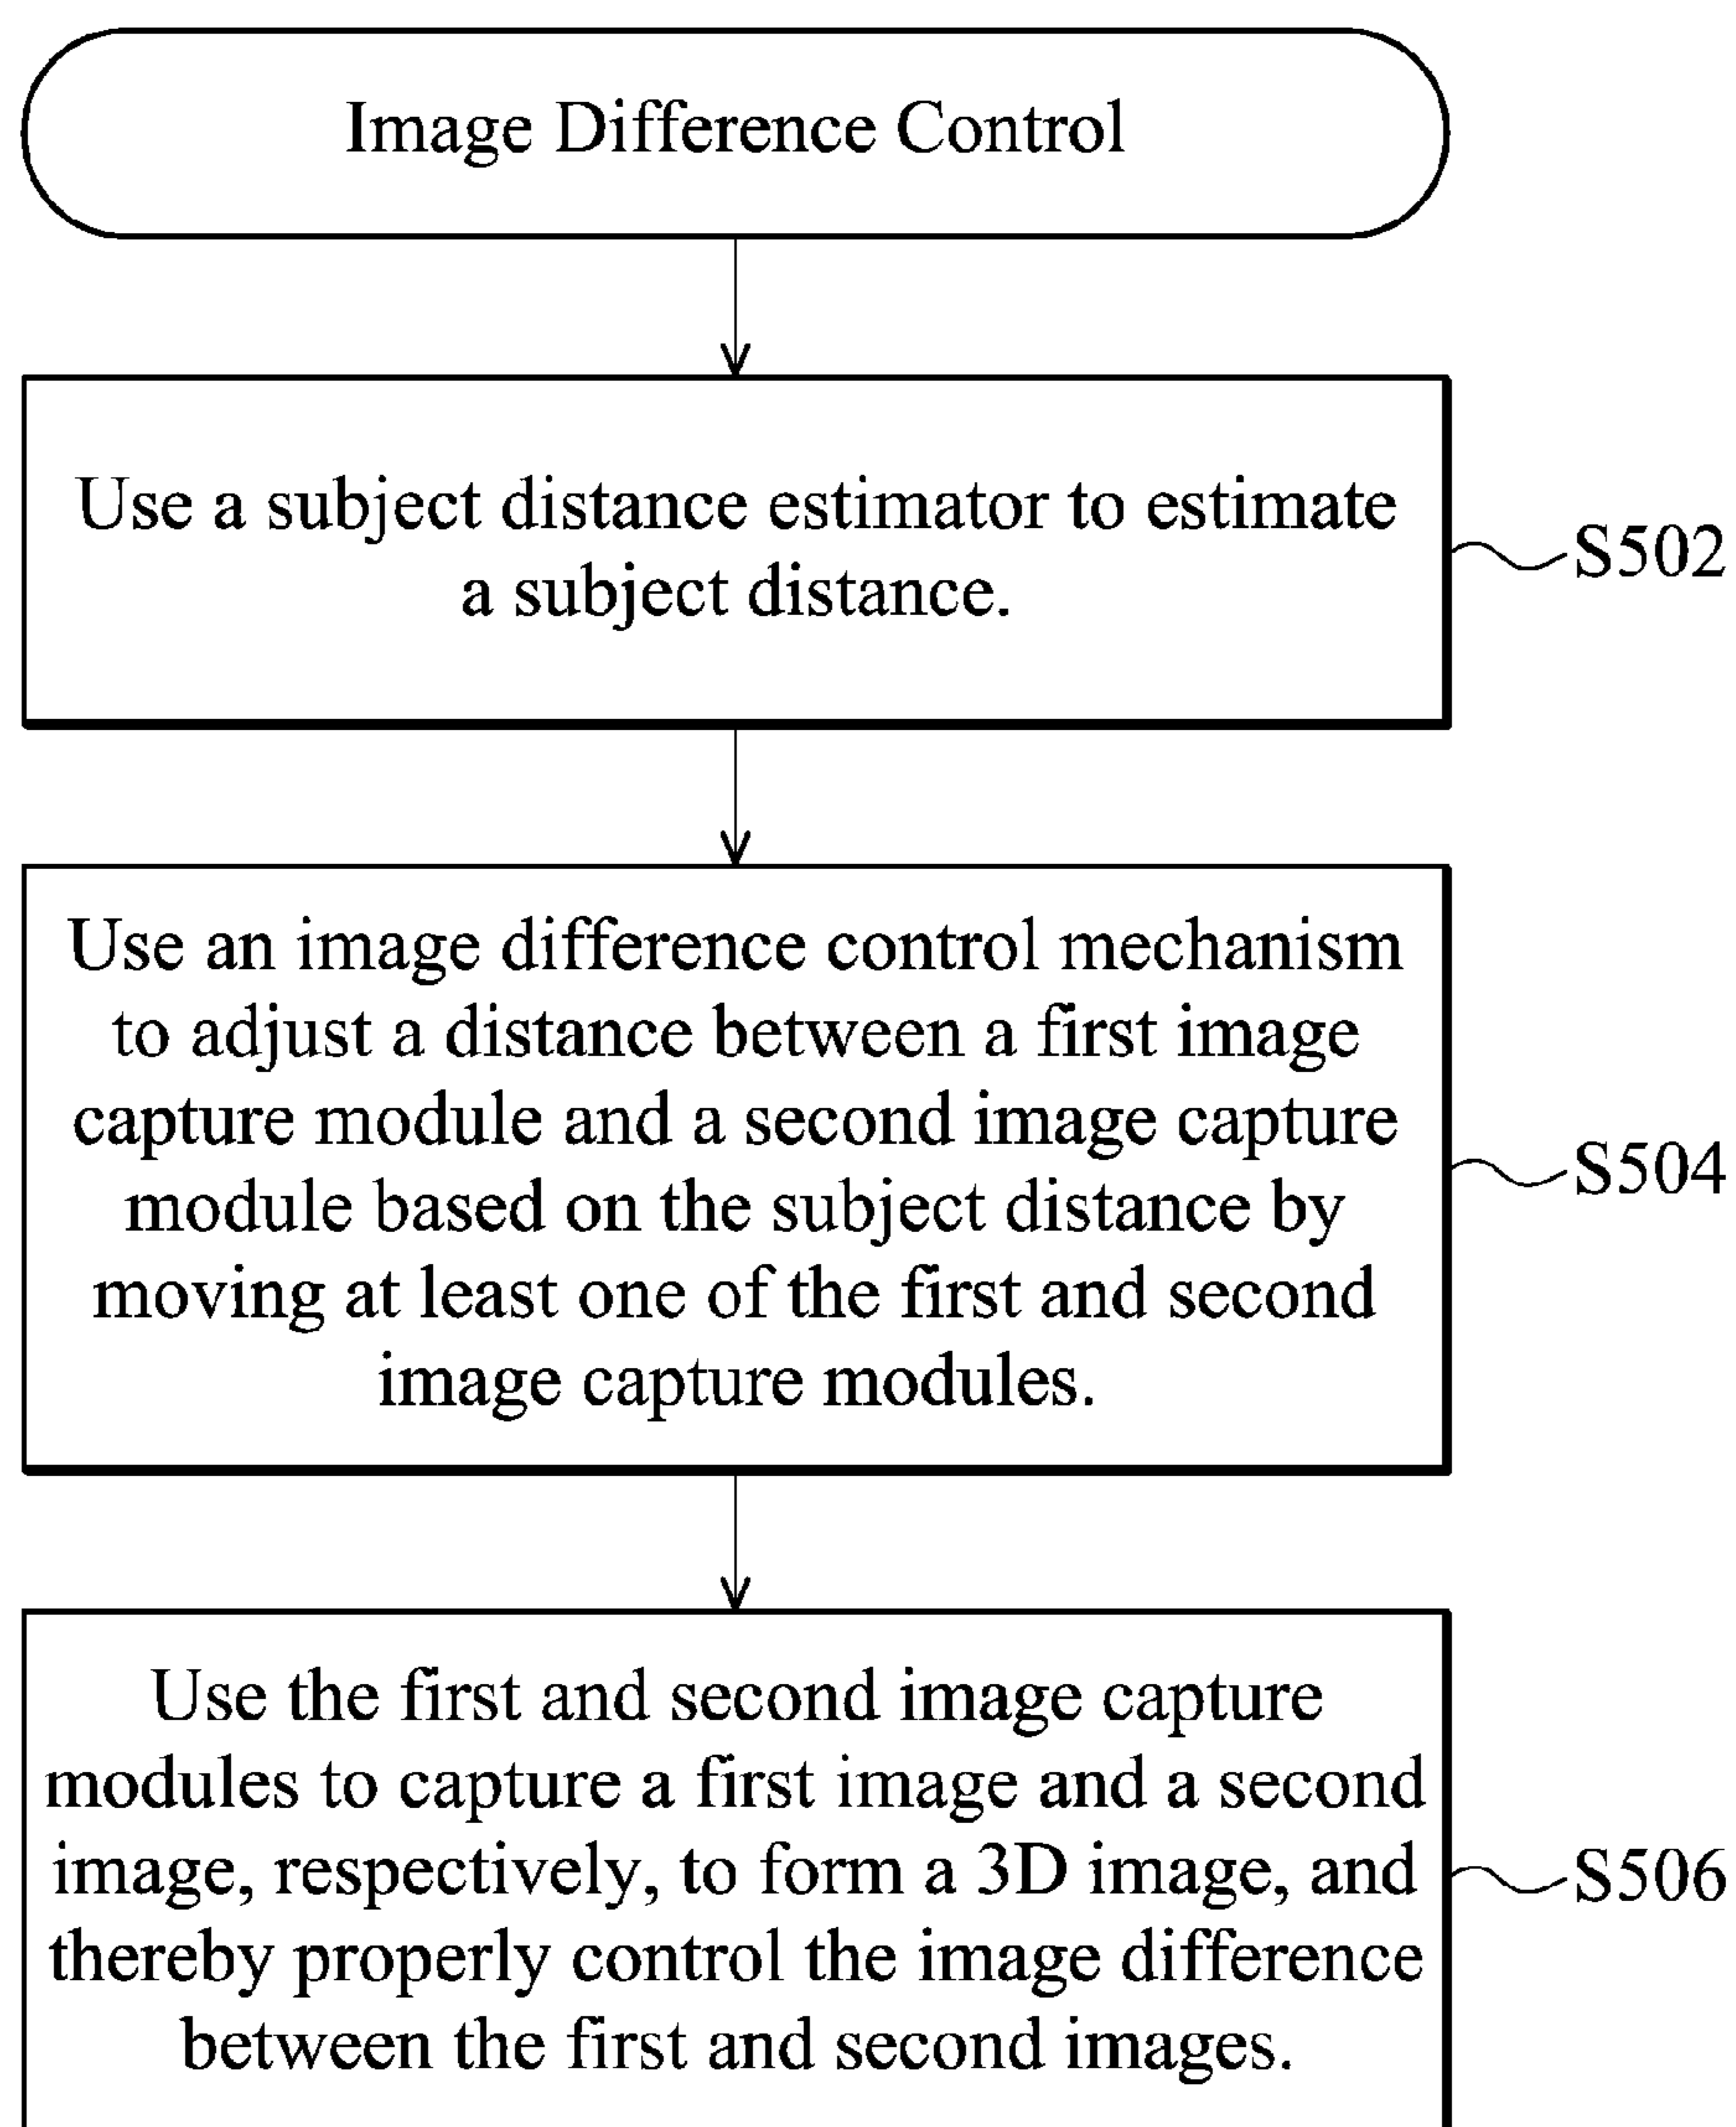 Image Difference Control
Use a subject distance estimator to estimate
a subject distance.
S502
Use an image difference control mechanism
to adjust a distance between a first image
capture module and a second image capture
module based on the subject distance by
moving at least one of the first and second
image capture modules.
S504
Use the first and second image capture
modules to capture a first image and a second
image, respectively, to form a 3D image, and
thereby properly control the image difference
between the first and second images.
S506